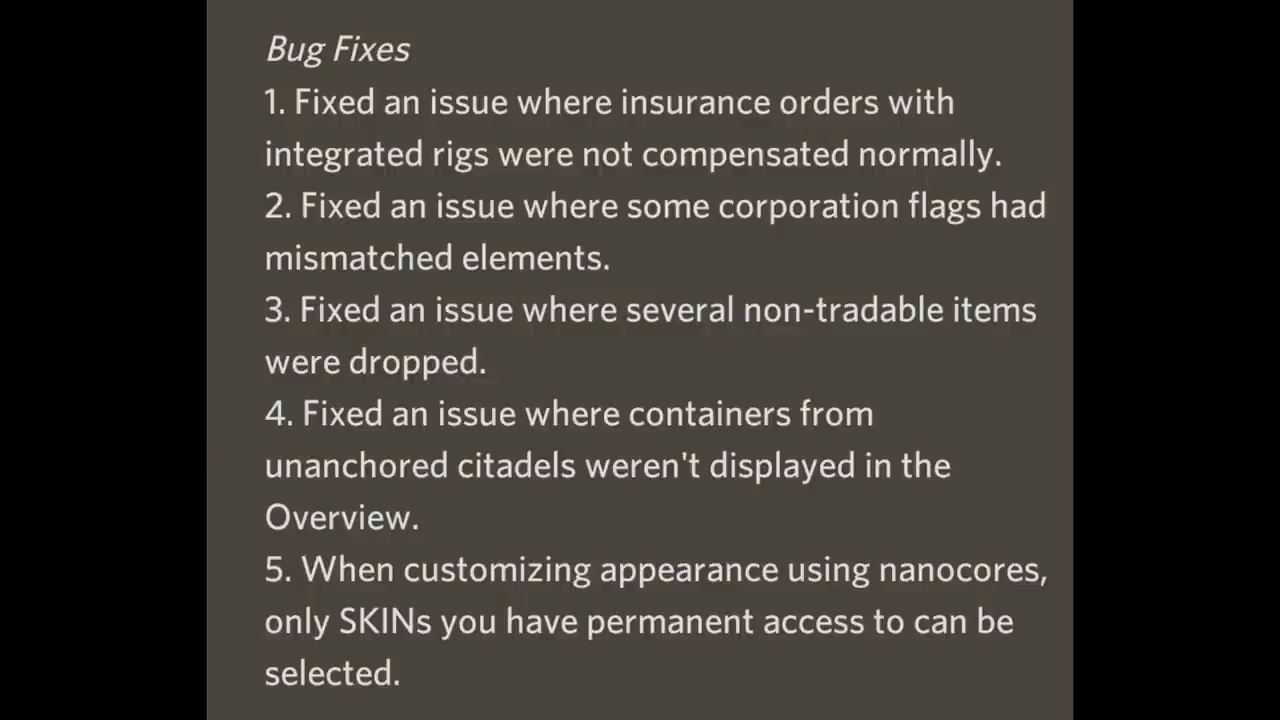 Bug Fixes
1. Fixed an issue where insurance orders with
integrated rigs were not compensated normally.
2. Fixed an issue where some corporation flags had
mismatched elements.
3. Fixed an issue where several non-tradable items
were dropped.
4. Fixed an issue where containers from
unanchored citadels weren't displayed in the
Overview.
5. When customizing appearance using nanocores,
only SKINs you have permanent access to can be
selected.